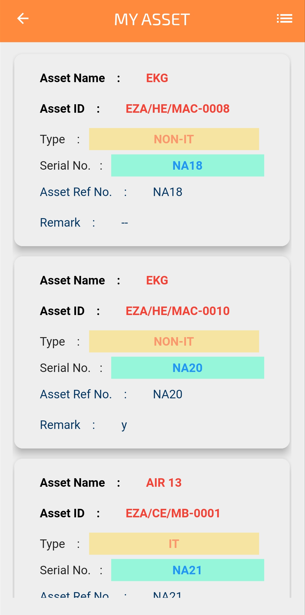 MY ASSET
Asset Name : EKG
Asset ID : EZA/HE/MAC-0008
Type : NON-IT
Serial No. : NA18
Asset Ref No. : NA18
Remark : --
Asset Name : EKG
Asset ID : EZA/HE/MAC-0010
Type : NON-IT
Serial No. : NA20
Asset Ref No. : NA20
Remark : y
Asset Name : AIR 13
Asset ID : EZA/CE/MB-0001
Type : IT
Serial No. : NA21
Asset Ref No. : NA21